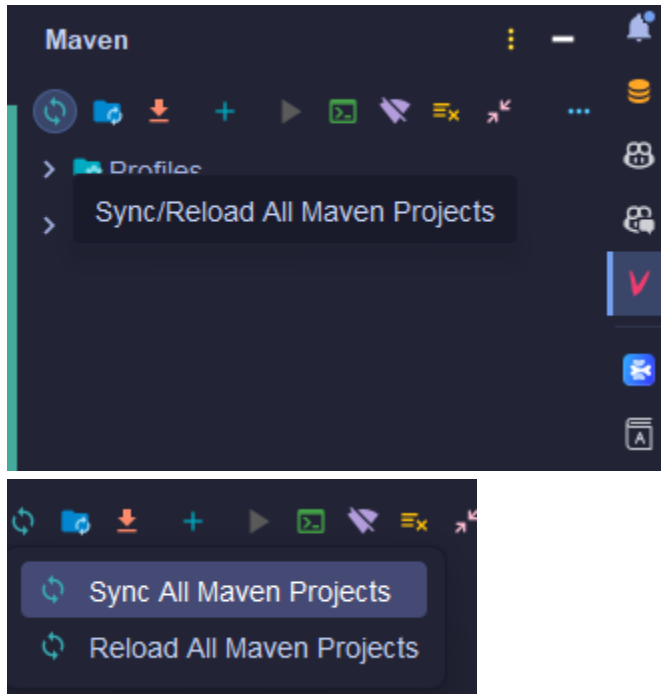 Maven
Profiles
Sync/Reload All Maven Projects
Sync All Maven Projects
Reload All Maven Projects